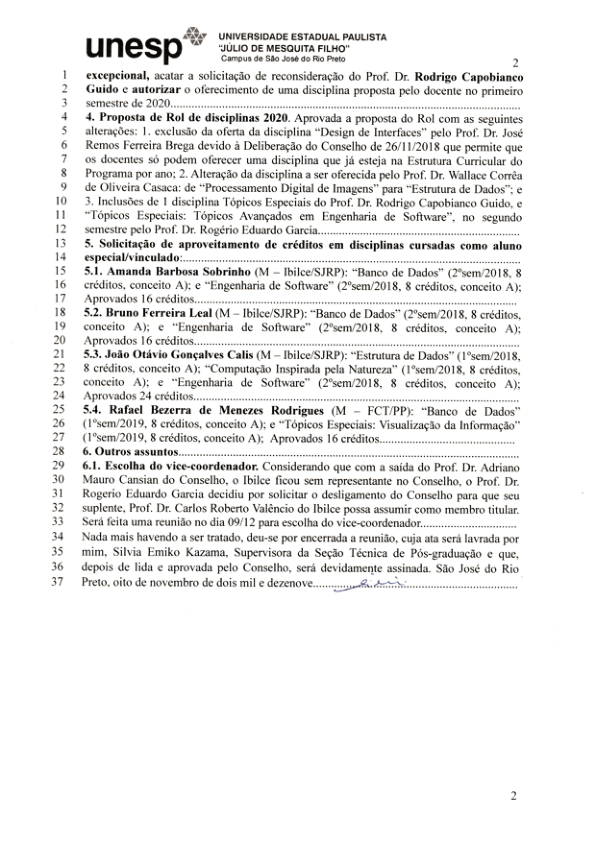 unesp
UNIVERSIDADE ESTADUAL PAULISTA
"JÚLIO DE MESQUITA FILHO"
Campus de São José do Rio Preto
2
1 excepcional, acatar a solicitação de reconsideração do Prof. Dr. Rodrigo Capobianco
2 Guido e autorizar o oferecimento de uma disciplina proposta pelo docente no primeiro
3 semestre de 2020.
4 4. Proposta de Rol de disciplinas 2020. Aprovada a proposta do Rol com as seguintes
5 alterações: 1. exclusão da oferta da disciplina "Design de Interfaces" pelo Prof. Dr. José
6 Remos Ferreira Brega devido à Deliberação do Conselho de 26/11/2018 que permite que
7 os docentes só podem oferecer uma disciplina que já esteja na Estrutura Curricular do
8 Programa por ano; 2. Alteração da disciplina a ser oferecida pelo Prof. Dr. Wallace Corrêa
9 de Oliveira Casaca: de "Processamento Digital de Imagens" para "Estrutura de Dados"; e
10 3. Inclusões de 1 disciplina Tópicos Especiais do Prof. Dr. Rodrigo Capobianco Guido, e
11 "Tópicos Especiais: Tópicos Avançados em Engenharia de Software", no segundo
12 semestre pelo Prof. Dr. Rogério Eduardo Garcia.
13 5. Solicitação de aproveitamento de créditos em disciplinas cursadas como aluno
14 especial/vinculado:
15 5.1. Amanda Barbosa Sobrinho (M – Ibilce/SJRP): "Banco de Dados" (2ºsem/2018, 8
16 créditos, conceito A); e "Engenharia de Software" (2ºsem/2018, 8 créditos, conceito A);
17 Aprovados 16 créditos.
18 5.2. Bruno Ferreira Leal (M – Ibilce/SJRP): "Banco de Dados" (2ºsem/2018, 8 créditos,
19 conceito A); e "Engenharia de Software" (2ºsem/2018, 8 créditos, conceito A);
20 Aprovados 16 créditos.
21 5.3. João Otávio Gonçalves Calis (M – Ibilce/SJRP): "Estrutura de Dados" (1ºsem/2018,
22 8 créditos, conceito A); "Computação Inspirada pela Natureza" (1ºsem/2018, 8 créditos,
23 conceito A); e "Engenharia de Software" (2ºsem/2018, 8 créditos, conceito A);
24 Aprovados 24 créditos.
25 5.4. Rafael Bezerra de Menezes Rodrigues (M – FCT/PP): "Banco de Dados"
26 (1ºsem/2019, 8 créditos, conceito A); e "Tópicos Especiais: Visualização da Informação"
27 (1ºsem/2019, 8 créditos, conceito A); Aprovados 16 créditos.
28 6. Outros assuntos.
29 6.1. Escolha do vice-coordenador. Considerando que com a saída do Prof. Dr. Adriano
30 Mauro Cansian do Conselho, o Ibilce ficou sem representante no Conselho, o Prof. Dr.
31 Rogerio Eduardo Garcia decidiu por solicitar o desligamento do Conselho para que seu
32 suplente, Prof. Dr. Carlos Roberto Valêncio do Ibilce possa assumir como membro titular.
33 Será feita uma reunião no dia 09/12 para escolha do vice-coordenador.
34 Nada mais havendo a ser tratado, deu-se por encerrada a reunião, cuja ata será lavrada por
35 mim, Silvia Emiko Kazama, Supervisora da Seção Técnica de Pós-graduação e que,
36 depois de lida e aprovada pelo Conselho, será devidamente assinada. São José do Rio
37 Preto, oito de novembro de dois mil e dezenove.
2